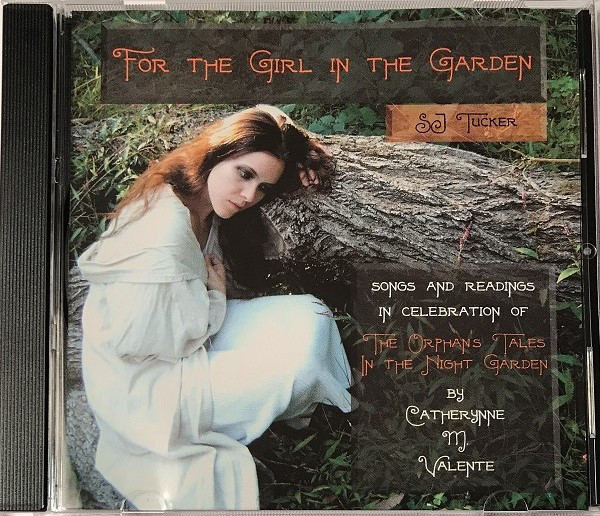 For the Girl in the Garden
SJ Tucker
songs and readings
in celebration of
The Orphan's Tales
In the Night Garden
by
Catherynne
M.
Valente